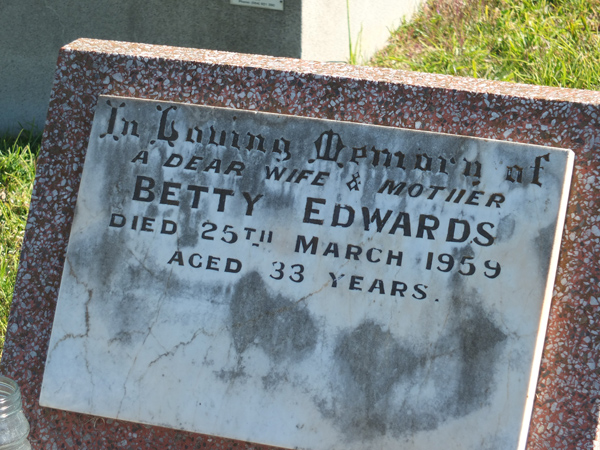 In Loving Memory of
A DEAR WIFE & MOTHER
BETTY EDWARDS
DIED 25TH MARCH 1959
AGED 33 YEARS.